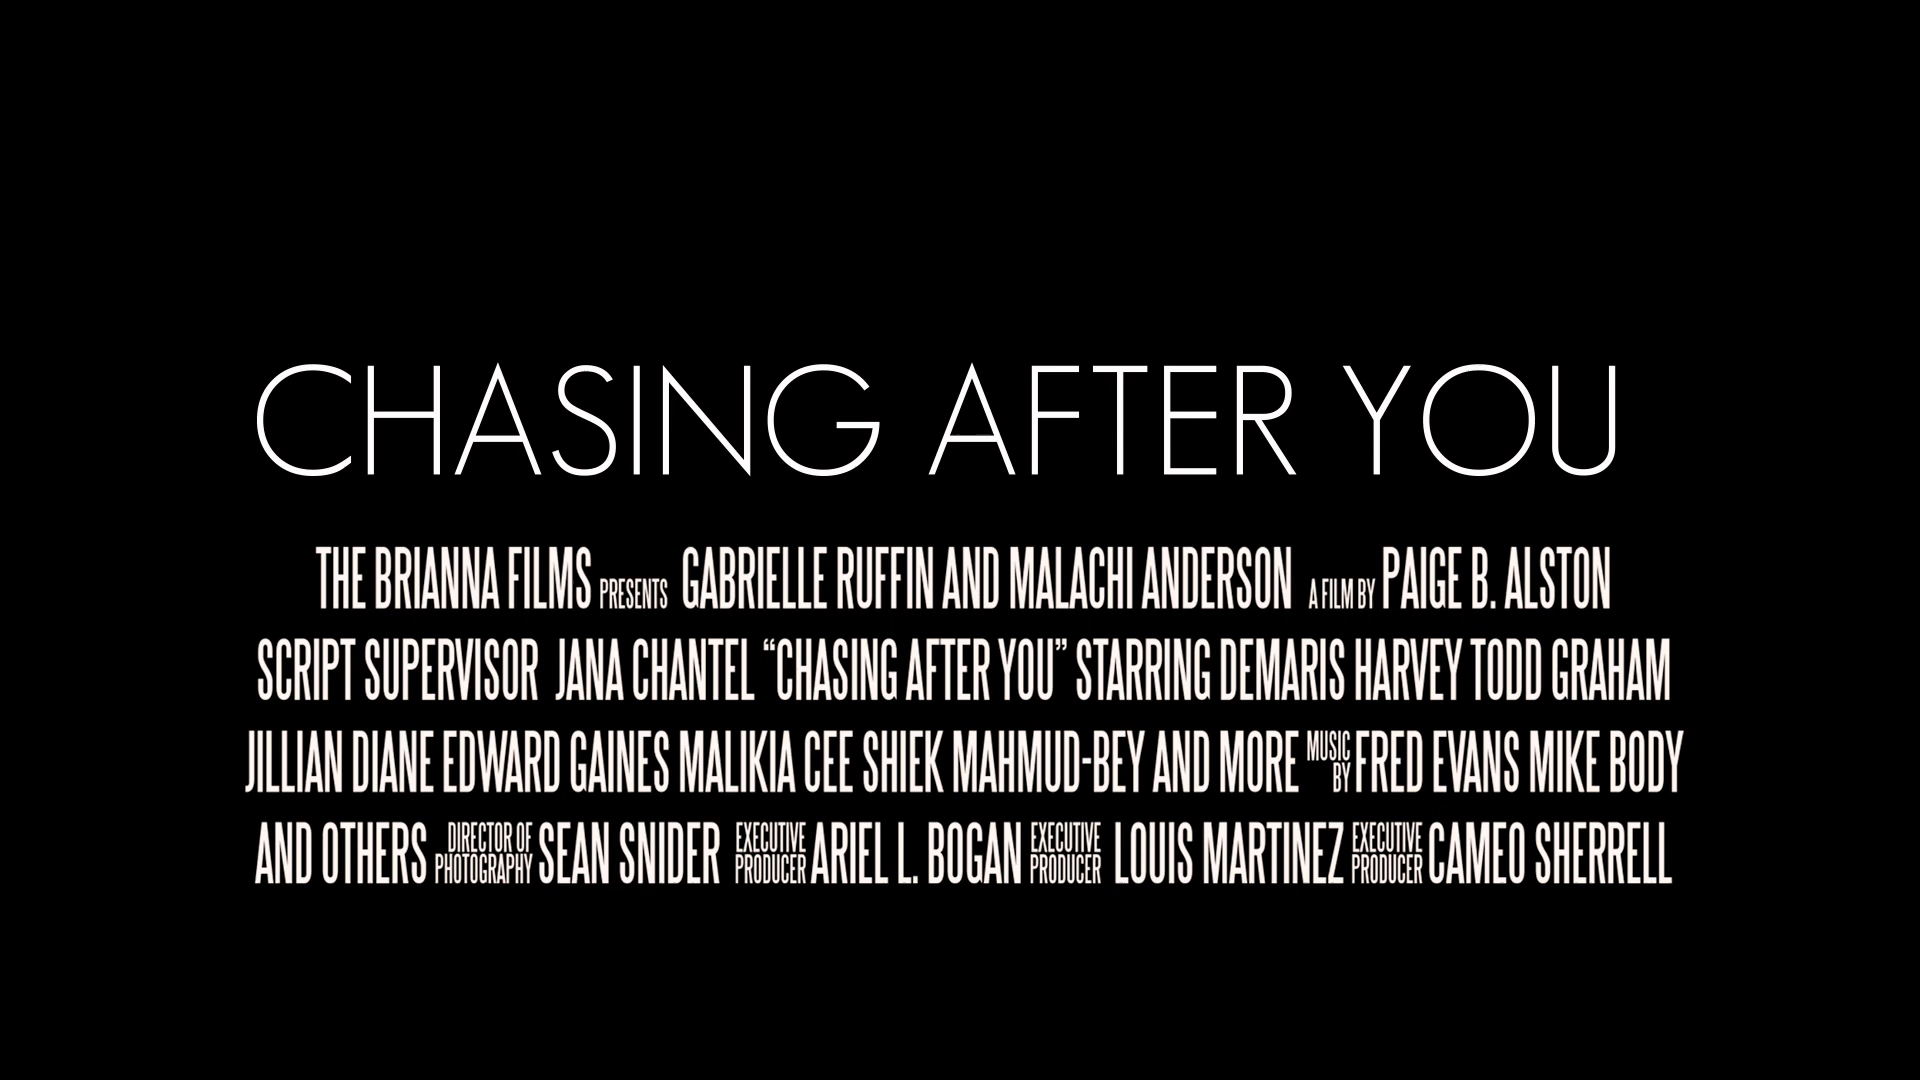 CHASING AFTER YOU
THE BRIANNA FILMS PRESENTS GABRIELLE RUFFIN AND MALACHI ANDERSON A FILM BY PAIGE B. ALSTON
SCRIPT SUPERVISOR JANA CHANTEL “CHASING AFTER YOU” STARRING DEMARIS HARVEY TODD GRAHAM
JILLIAN DIANE EDWARD GAINES MALIKIA CEE SHIEK MAHMUD-BEY AND MORE MUSIC BY FRED EVANS MIKE BODY
AND OTHERS DIRECTOR OF PHOTOGRAPHY SEAN SNIDER EXECUTIVE PRODUCER ARIEL L. BOGAN EXECUTIVE PRODUCER LOUIS MARTINEZ EXECUTIVE PRODUCER CAMEO SHERRELL